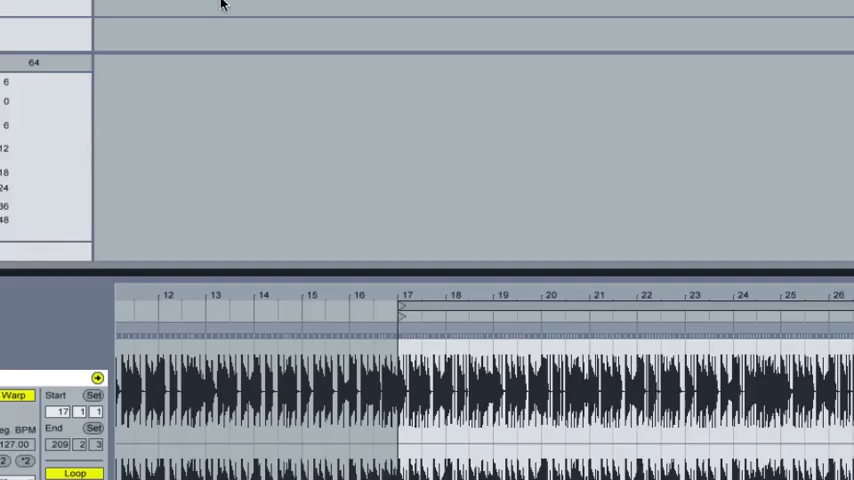 64
6
0
6
12
18
24
36
48
12 13 14 15 16 17 18 19 20 21 22 23 24 25 26
Warp
Start
Set
17 1 1
End
Set
eg. BPM
127.00
209 2 3
2
*2
Loop